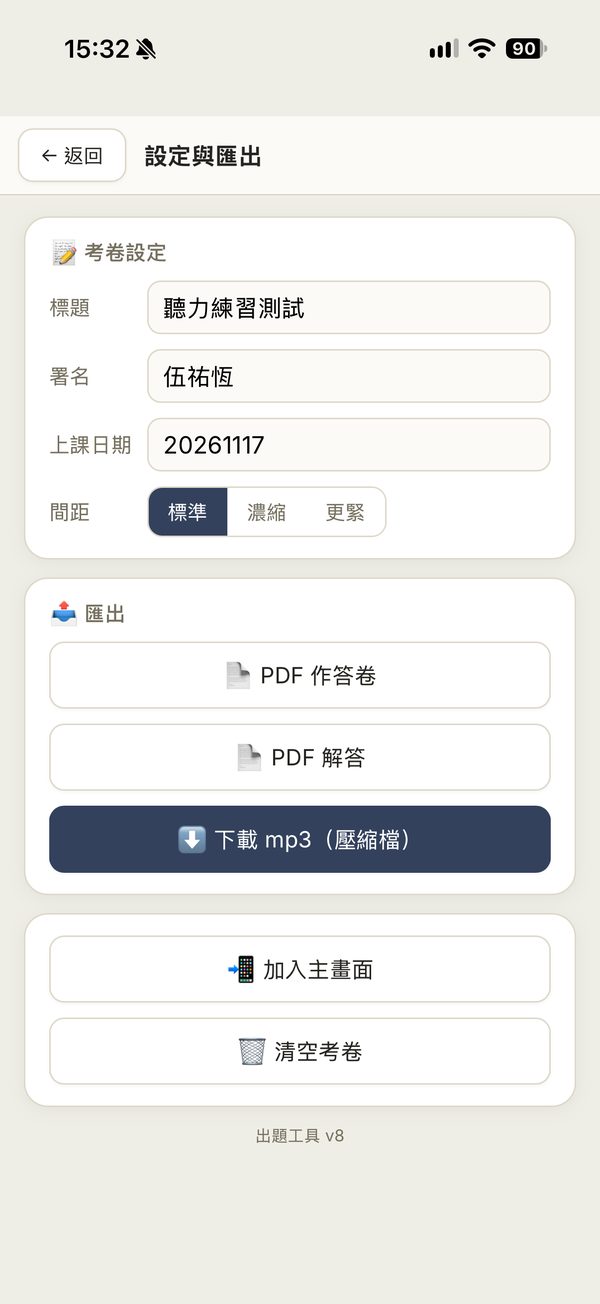 15:32
90
← 返回
設定與匯出
考卷設定
標題
聽力練習測試
署名
伍祐恆
上課日期
20261117
間距
標準
濃縮
更緊
匯出
PDF 作答卷
PDF 解答
下載 mp3（壓縮檔）
加入主畫面
清空考卷
出題工具 v8